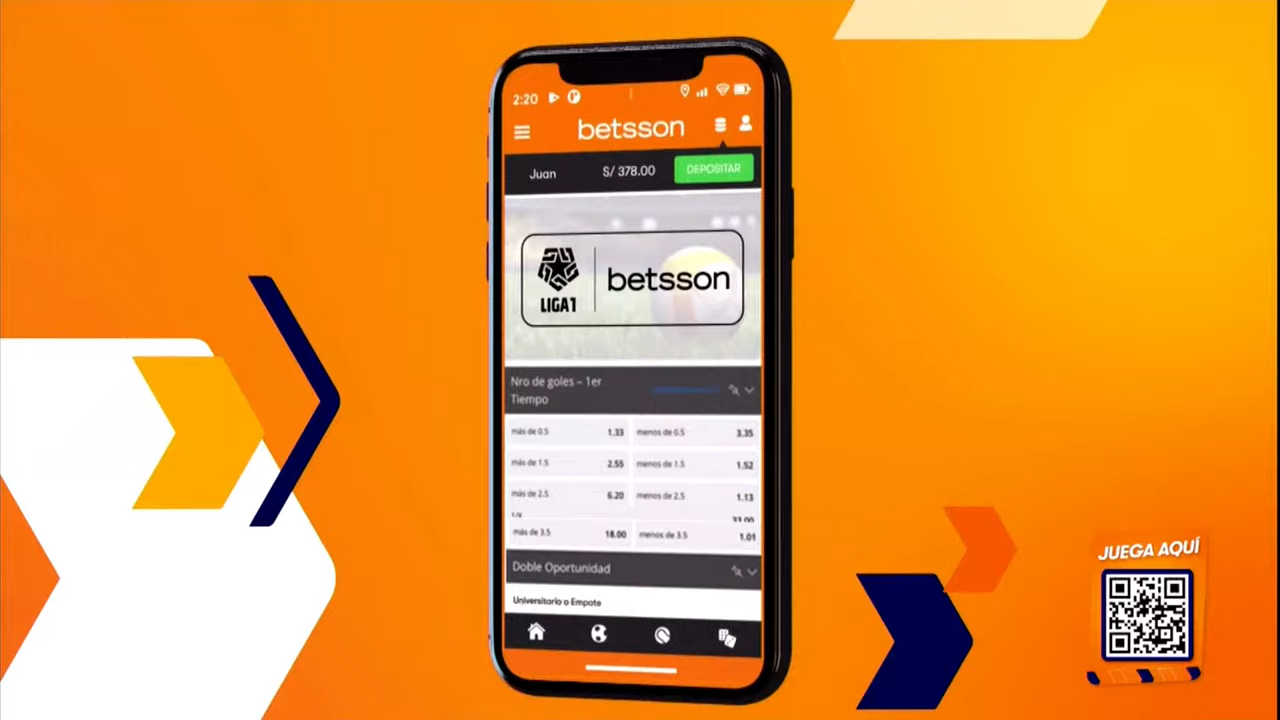 2:20
betsson
Juan S/ 378.00 DEPOSITAR
LIGA1 betsson
Nro de goles – 1er
Tiempo
más de 0.5 1.33 menos de 0.5 3.35
más de 1.5 2.55 menos de 1.5 1.52
más de 2.5 6.20 menos de 2.5 1.13
33.00
más de 3.5 18.00 menos de 3.5 1.01
Doble Oportunidad
Universitario o Empate
JUEGA AQUÍ